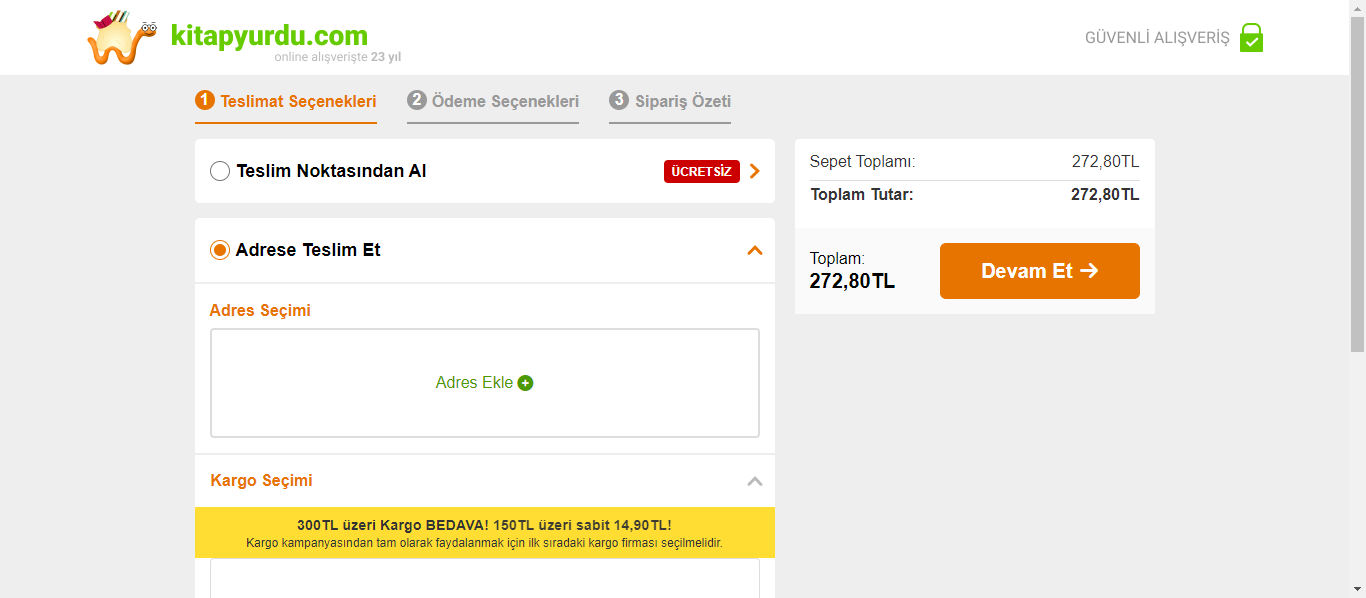 kitapyurdu.com
online alışverişte 23 yıl
GÜVENLİ ALIŞVERİŞ
1 Teslimat Seçenekleri
2 Ödeme Seçenekleri
3 Sipariş Özeti
Teslim Noktasından Al
ÜCRETSİZ
Adrese Teslim Et
Adres Seçimi
Adres Ekle
Kargo Seçimi
300TL üzeri Kargo BEDAVA! 150TL üzeri sabit 14,90TL!
Kargo kampanyasından tam olarak faydalanmak için ilk sıradaki kargo firması seçilmelidir.
Sepet Toplamı: 272,80TL
Toplam Tutar: 272,80TL
Toplam:
272,80TL
Devam Et